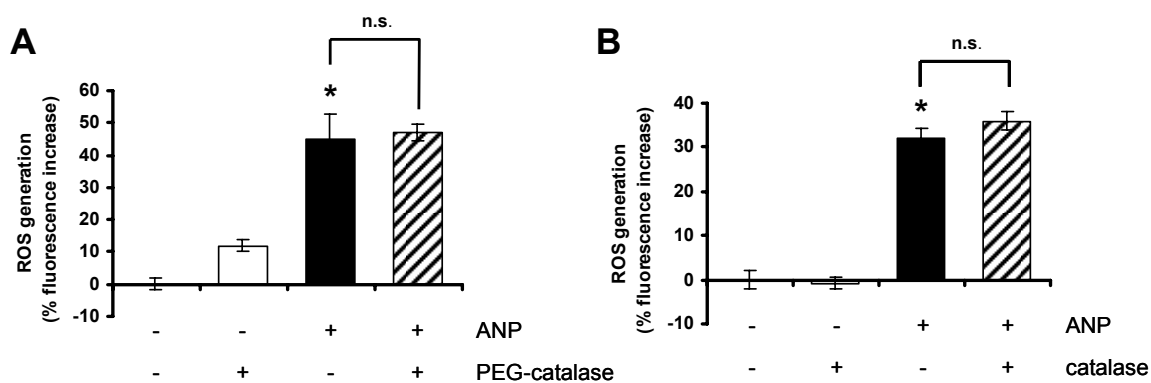 A
n.s.
ROS generation
(% fluorescence increase)
60
50
40
30
20
10
0
-10
*
- - + + ANP
- + - + PEG-catalase
B
n.s.
ROS generation
(% fluorescence increase)
40
30
20
10
0
-10
*
- - + + ANP
- + - + catalase